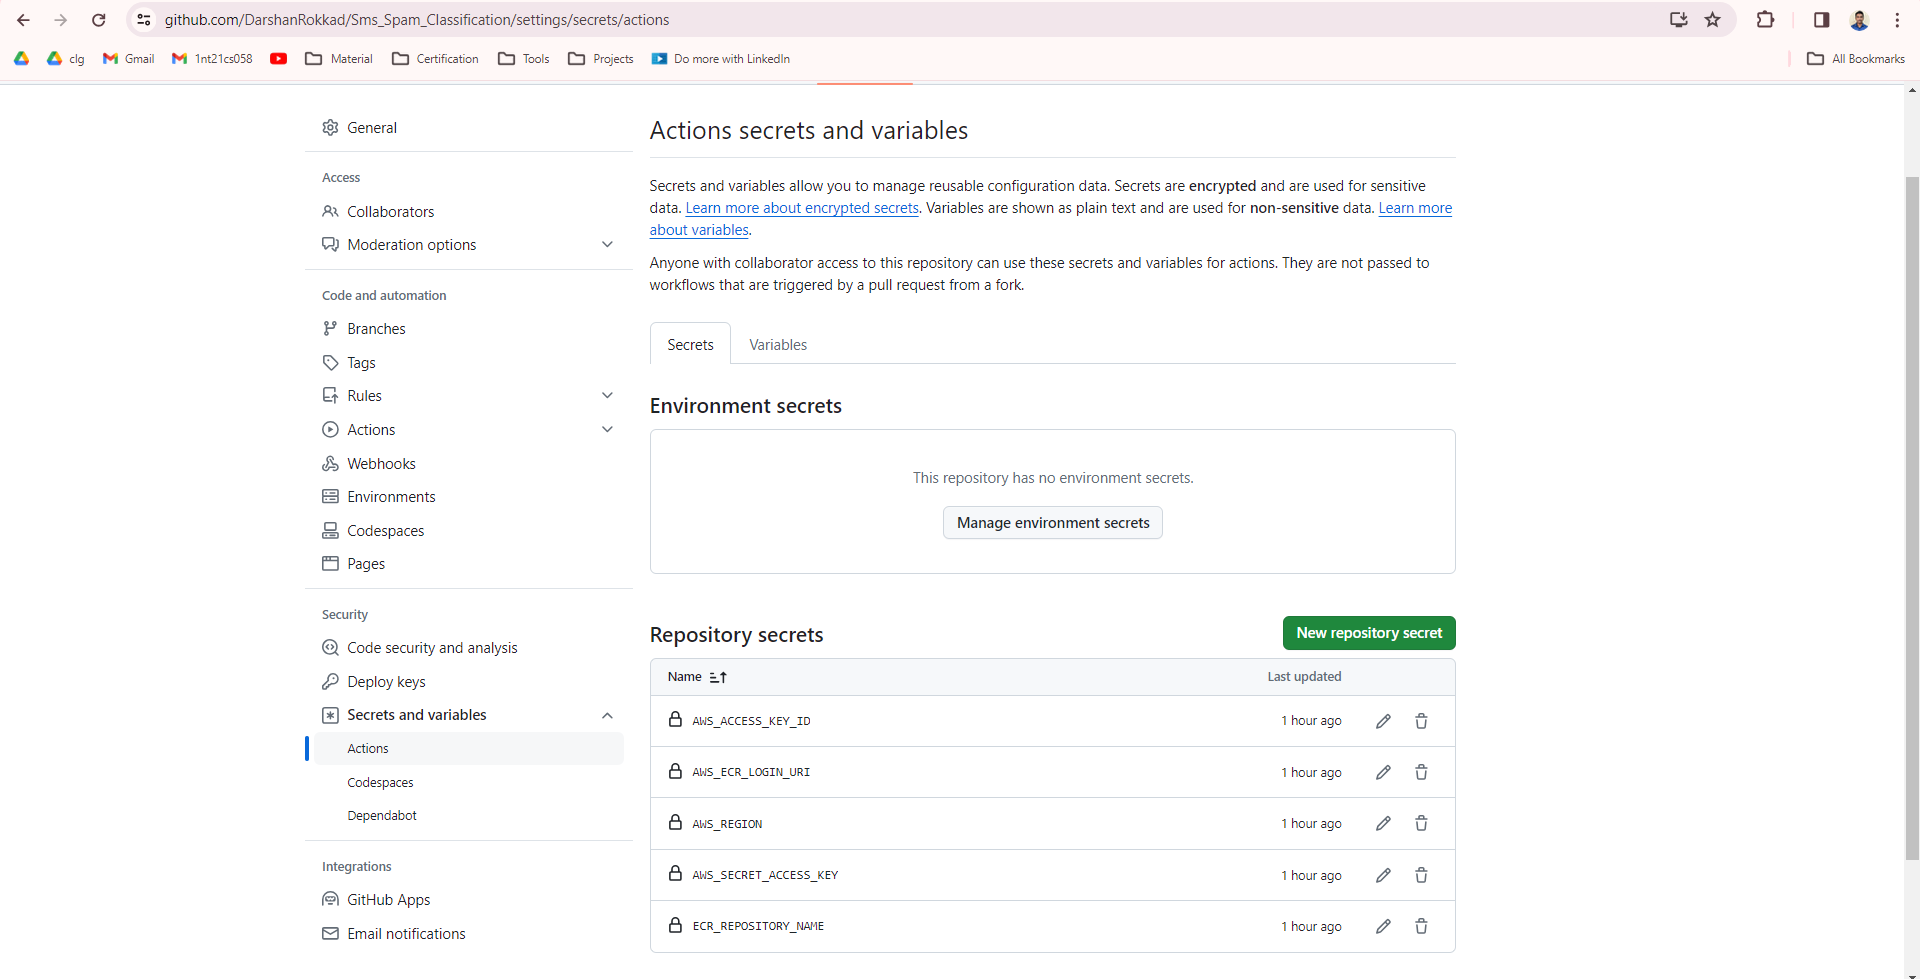 github.com/DarshanRokkad/Sms_Spam_Classification/settings/secrets/actions
clg
Gmail
1nt21cs058
Material
Certification
Tools
Projects
Do more with LinkedIn
All Bookmarks
General
Access
Collaborators
Moderation options
Code and automation
Branches
Tags
Rules
Actions
Webhooks
Environments
Codespaces
Pages
Security
Code security and analysis
Deploy keys
Secrets and variables
Actions
Codespaces
Dependabot
Integrations
GitHub Apps
Email notifications
Actions secrets and variables
Secrets and variables allow you to manage reusable configuration data. Secrets are encrypted and are used for sensitive
data. Learn more about encrypted secrets. Variables are shown as plain text and are used for non-sensitive data. Learn more
about variables.
Anyone with collaborator access to this repository can use these secrets and variables for actions. They are not passed to
workflows that are triggered by a pull request from a fork.
Secrets
Variables
Environment secrets
This repository has no environment secrets.
Manage environment secrets
Repository secrets
New repository secret
Name
Last updated
AWS_ACCESS_KEY_ID 1 hour ago
AWS_ECR_LOGIN_URI 1 hour ago
AWS_REGION 1 hour ago
AWS_SECRET_ACCESS_KEY 1 hour ago
ECR_REPOSITORY_NAME 1 hour ago